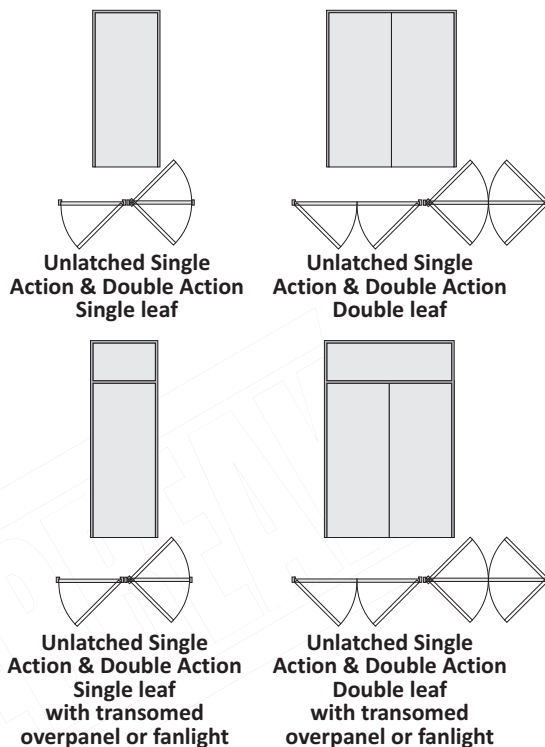 Unlatched Single
Action & Double Action
Single leaf
Unlatched Single
Action & Double Action
Double leaf
Unlatched Single
Action & Double Action
Single leaf
with transomed
overpanel or fanlight
Unlatched Single
Action & Double Action
Double leaf
with transomed
overpanel or fanlight